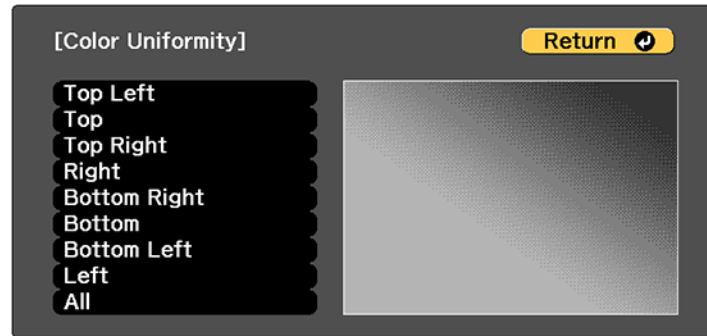 [Color Uniformity]
Return
Top Left
Top
Top Right
Right
Bottom Right
Bottom
Bottom Left
Left
All